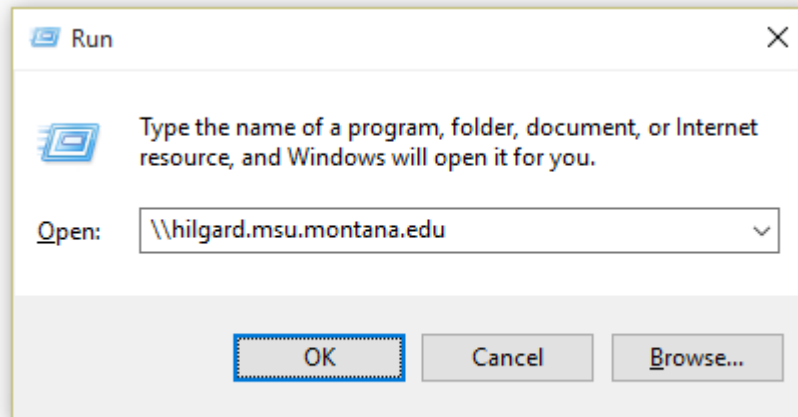 Run
Type the name of a program, folder, document, or Internet
resource, and Windows will open it for you.
Open: \\hilgard.msu.montana.edu
OK Cancel Browse...